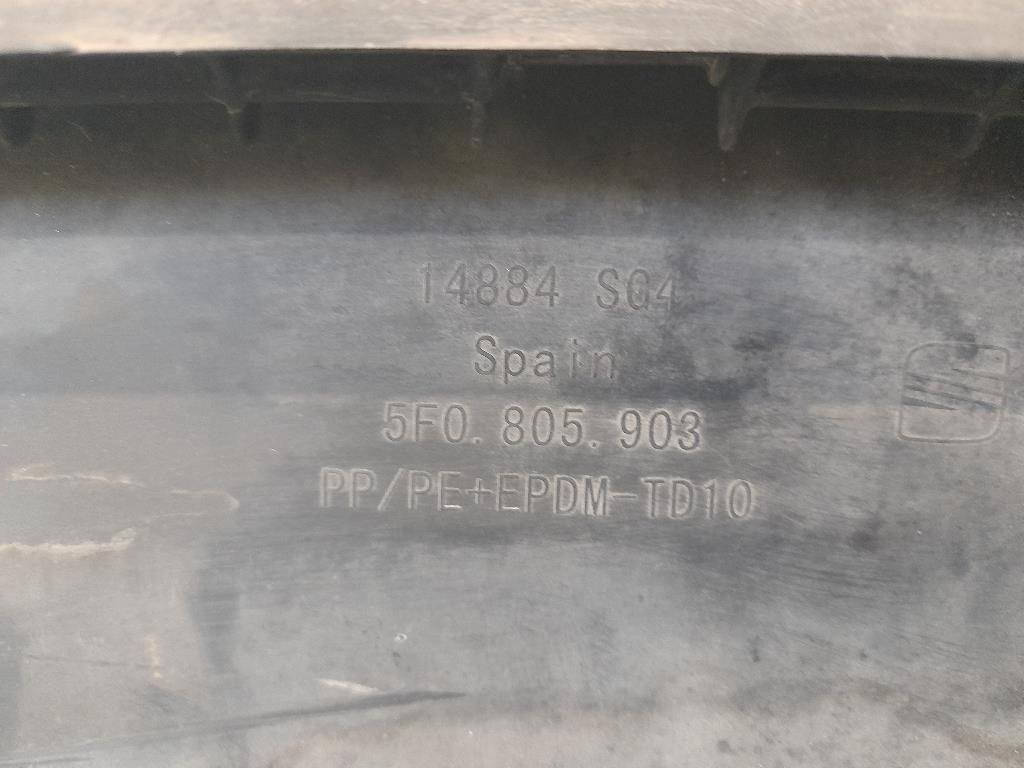 14884 SG4
Spain
5F0. 805. 903
PP/PE+EPDM-TD10